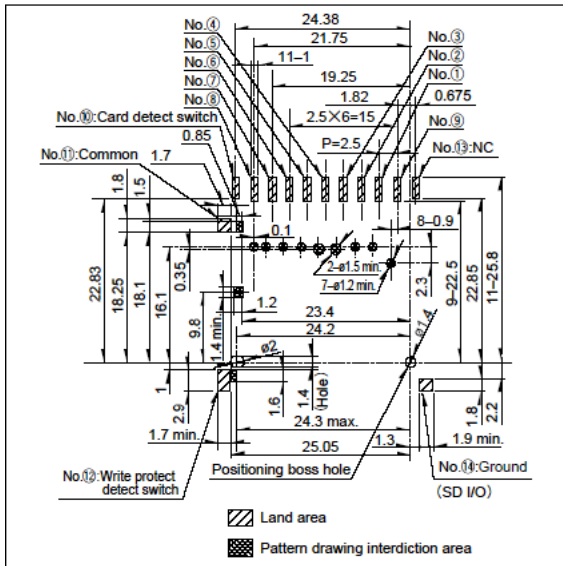 24.38
No.④
No.③
21.75
No.⑤
No.②
11–1
No.⑥
No.①
19.25
No.⑦
1.82
0.675
No.⑧
2.5×6=15
No.⑨
No.⑩:Card detect switch
0.85
P=2.5
No.⑬:NC
No.⑪:Common
1.7
1.8
1.5
0.1
8–0.9
2–ø1.5 min.
7–ø1.2 min.
22.83
18.25
18.1
16.1
0.35
2.3
9–22.5
22.85
11–25.8
1.2
23.4
9.8
1.4 min.
24.2
ø1.4
ø2
1
2.9
1.6
1.4
(Hole)
1.8
2.2
24.3 max.
1.7 min.
1.3
1.9 min.
25.05
No.⑫:Write protect
detect switch
Positioning boss hole
No.⑭:Ground
(SD I/O)
Land area
Pattern drawing interdiction area